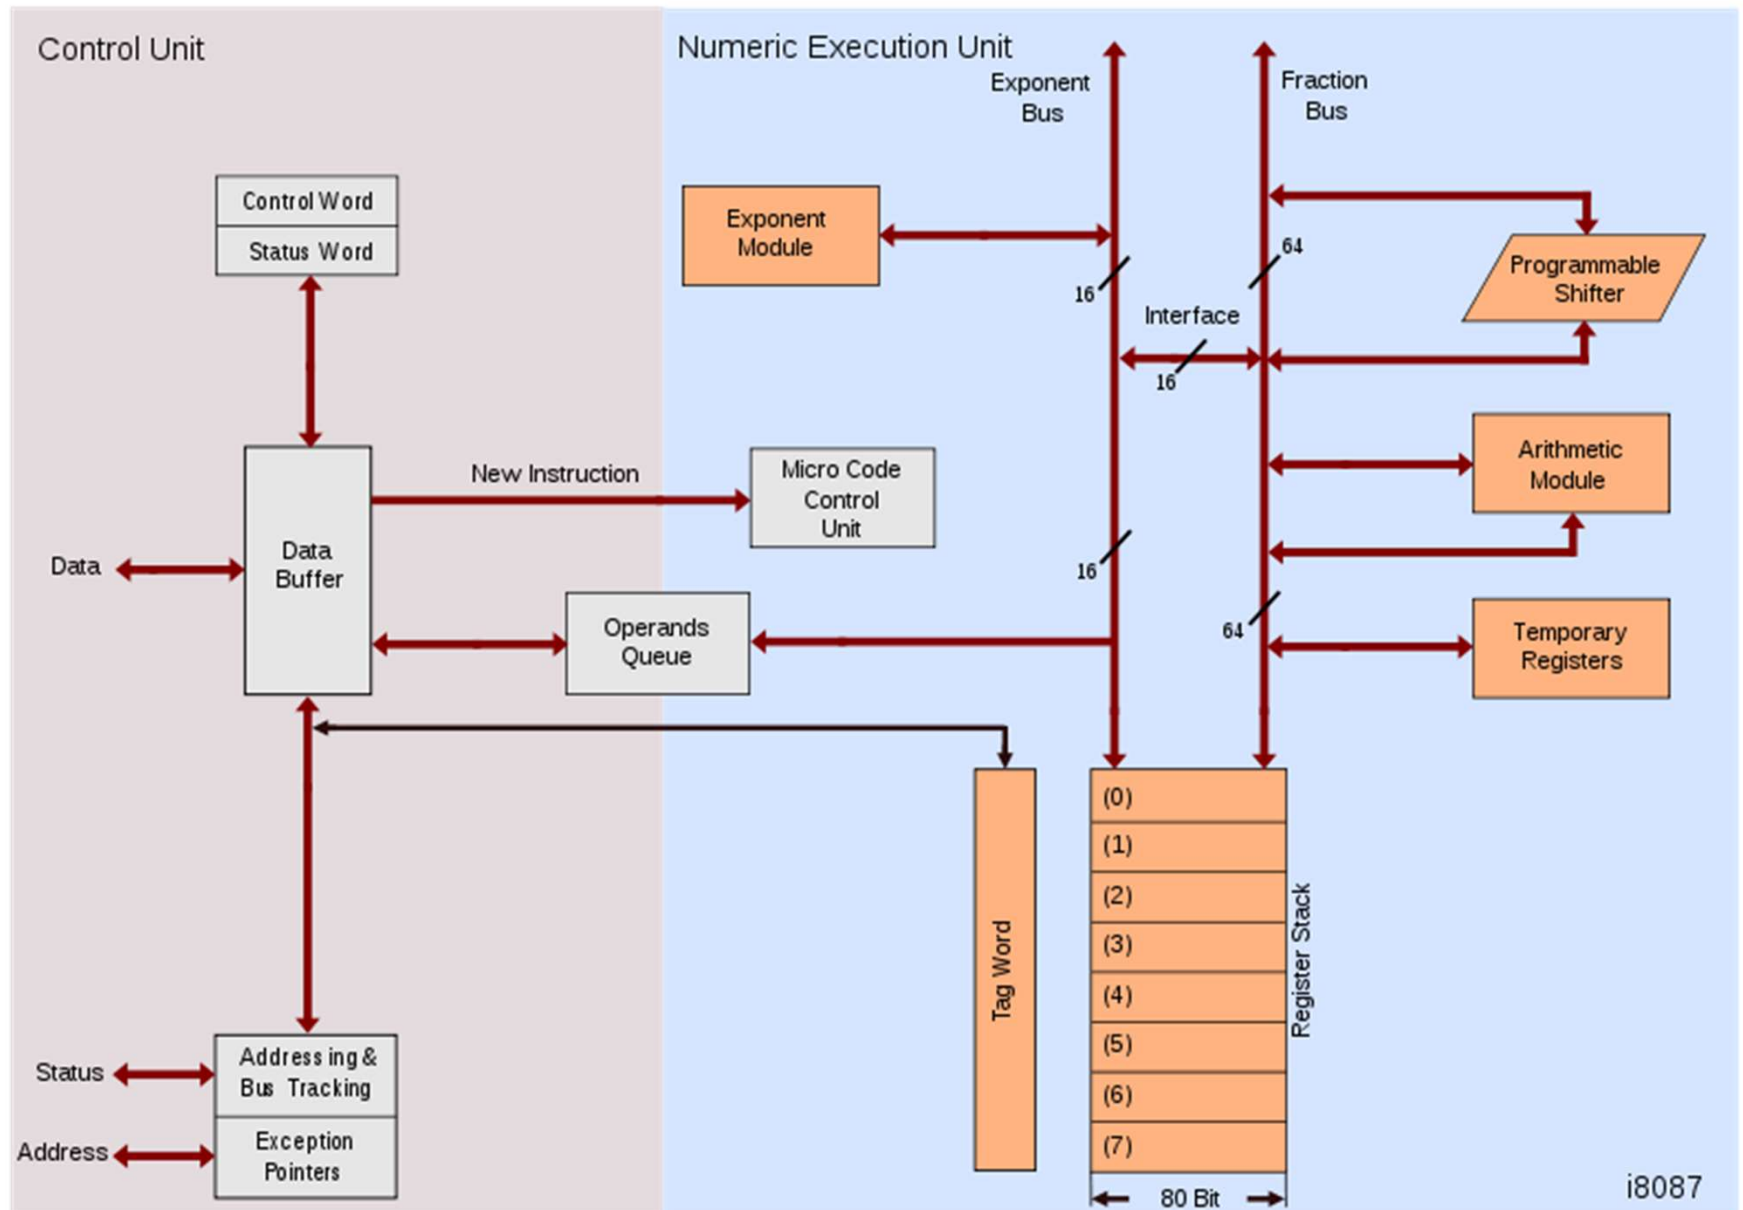 Control Unit
Numeric Execution Unit
Exponent
Bus
Fraction
Bus
Control Word
Status Word
Exponent
Module
16
64
Programmable
Shifter
Interface
16
New Instruction
Micro Code
Control
Unit
Arithmetic
Module
Data
Data
Buffer
16
Operands
Queue
64
Temporary
Registers
(0)
(1)
(2)
(3)
(4)
(5)
(6)
(7)
Tag Word
Register Stack
Status
Addressing &
Bus Tracking
Address
Exception
Pointers
80 Bit
i8087